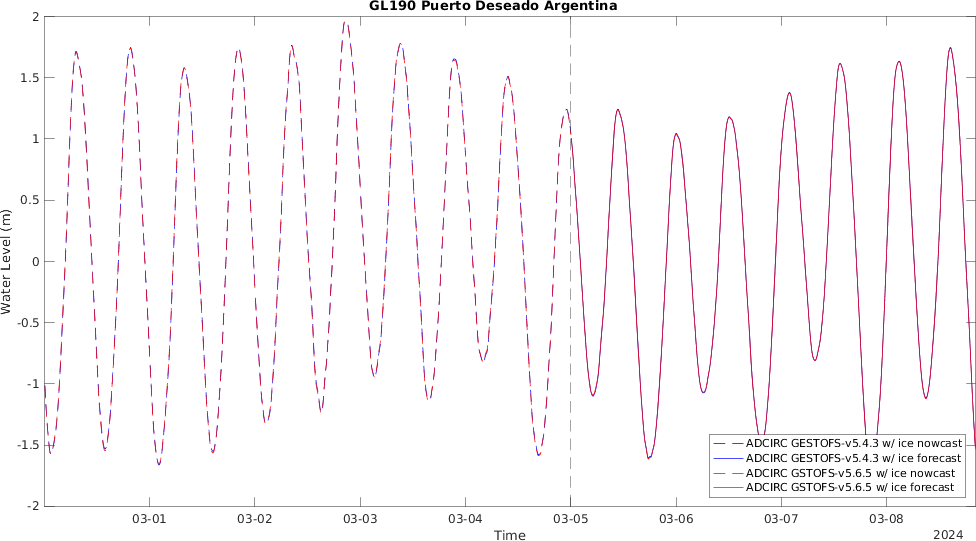 GL190 Puerto Deseado Argentina
2
1.5
1
0.5
0
-0.5
-1
-1.5
-2
Water Level (m)
ADCIRC GESTOFS-v5.4.3 w/ ice nowcast
ADCIRC GESTOFS-v5.4.3 w/ ice forecast
ADCIRC GSTOFS-v5.6.5 w/ ice nowcast
ADCIRC GSTOFS-v5.6.5 w/ ice forecast
03-01 03-02 03-03 03-04 03-05 03-06 03-07 03-08
Time
2024